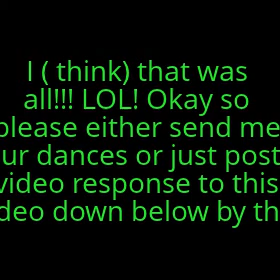 I ( think) that was
all!!! LOL! Okay so
please either send me
ur dances or just post
video response to this
deo down below by th